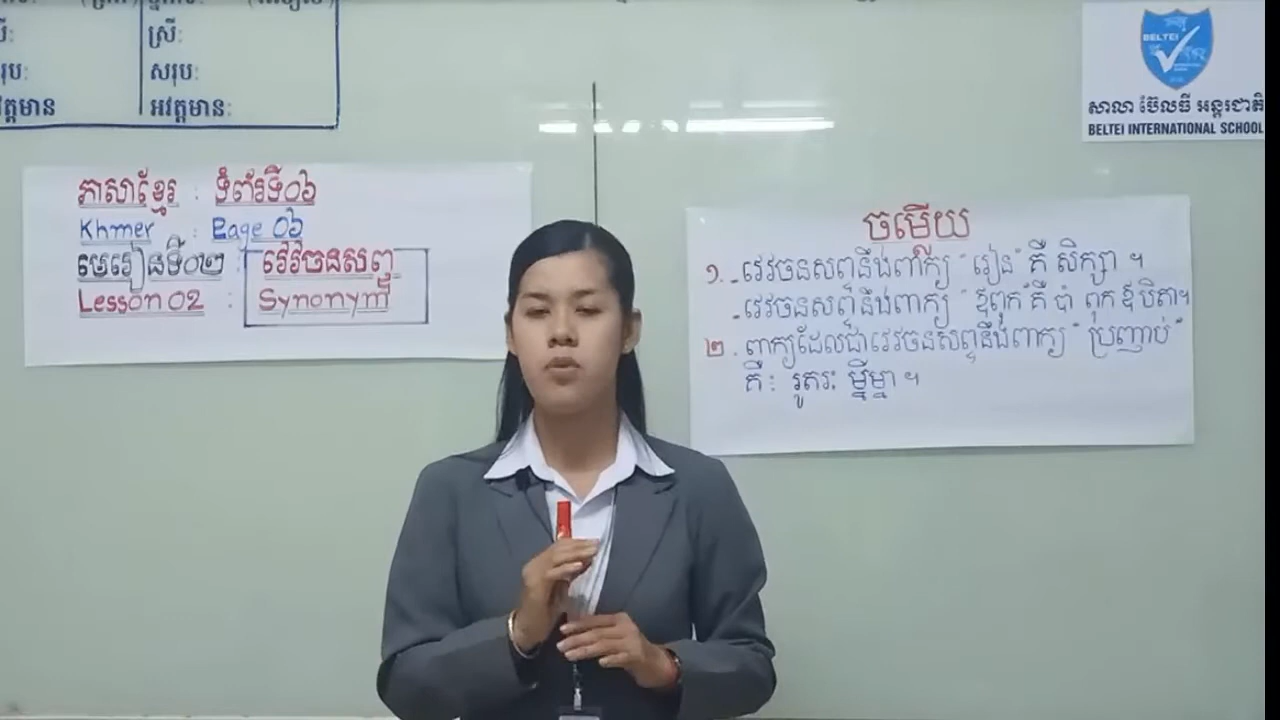 ស្រី:
សរុប:
អវត្តមាន:
BELTEI
សាលា ប៊ែលធី អន្តរជាតិ
BELTEI INTERNATIONAL SCHOOL
ភាសាខ្មែរ : ទំព័រទី០៦
Khmer : Page 06
មេរៀនទី០២ : វេវចនសព្ទ
Lesson 02 : Synonym
ចម្លើយ
១. - វេវចនសព្ទនឹងពាក្យ "រៀន" គឺ សិក្សា ។
- វេវចនសព្ទនឹងពាក្យ "ឪពុក" គឺ ប៉ា ពុក ឪ បិតា។
២. ពាក្យដែលជាវេវចនសព្ទនឹងពាក្យ "ប្រញាប់"
គឺ: រូតរះ ម្នីម្នា ។